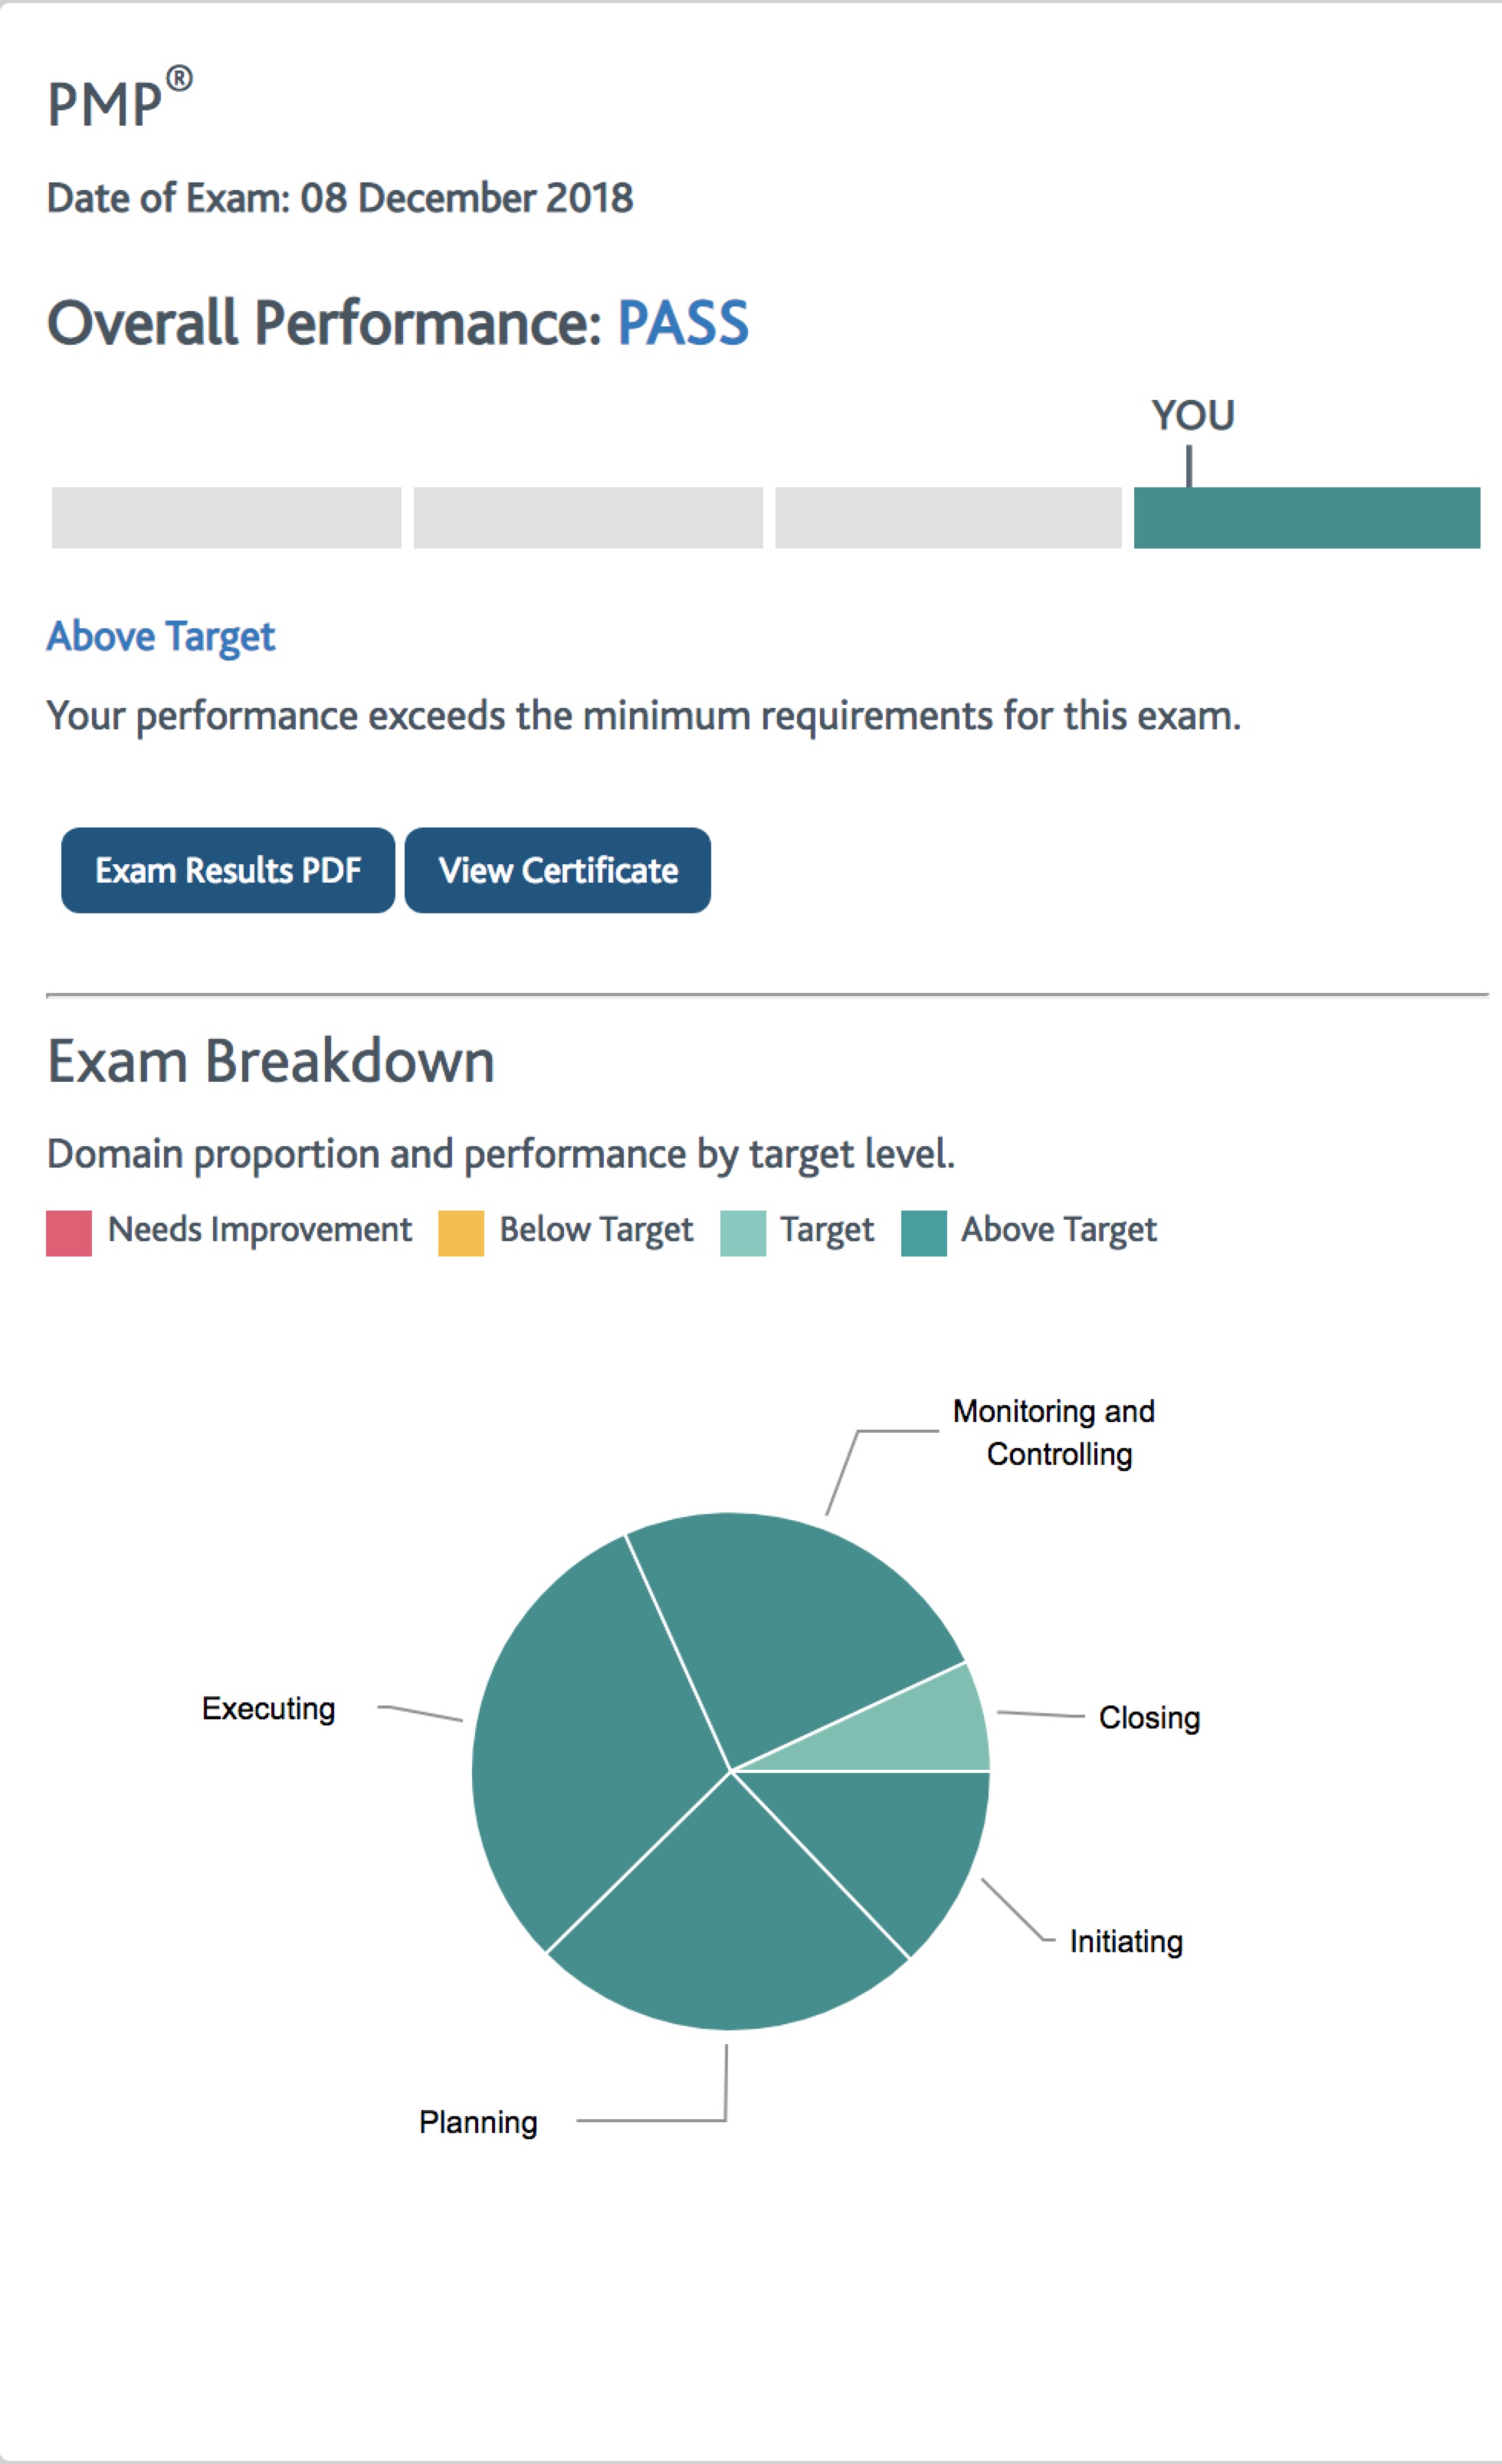 PMP®
Date of Exam: 08 December 2018
Overall Performance: PASS
YOU
Above Target
Your performance exceeds the minimum requirements for this exam.
Exam Results PDF View Certificate
Exam Breakdown
Domain proportion and performance by target level.
Needs Improvement Below Target Target Above Target
Monitoring and
Controlling
Executing
Closing
Initiating
Planning